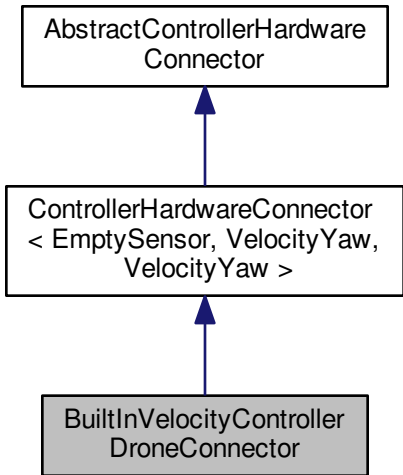 AbstractControllerHardware
Connector
ControllerHardwareConnector
< EmptySensor, VelocityYaw,
VelocityYaw >
BuiltInVelocityController
DroneConnector